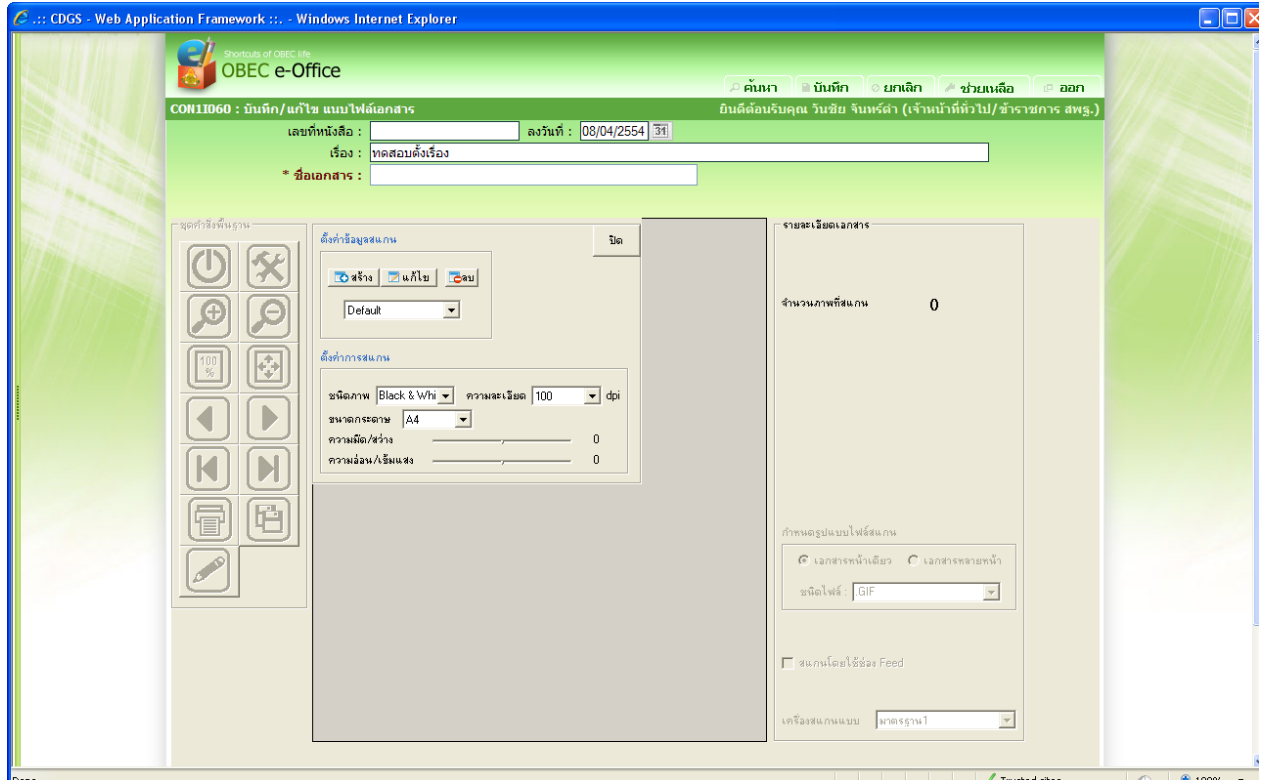 .:: CDGS - Web Application Framework ::. - Windows Internet Explorer
Shortcuts of OBEC life
OBEC e-Office
ค้นหา บันทึก ยกเลิก ช่วยเหลือ ออก
CON1I060 : บันทึก/แก้ไข แนบไฟล์เอกสาร ยินดีต้อนรับคุณ วันชัย จันทร์ดำ (เจ้าหน้าที่ทั่วไป/ข้าราชการ สพฐ.)
เลขที่หนังสือ : ลงวันที่ : 08/04/2554 31
เรื่อง : ทดสอบตั้งเรื่อง
* ชื่อเอกสาร :
ชุดคำสั่งพื้นฐาน
100
%
ตั้งค่าข้อมูลสแกน ปิด
สร้าง แก้ไข ลบ
Default
ตั้งค่าการสแกน
ชนิดภาพ Black & Whi ความละเอียด 100 dpi
ขนาดกระดาษ A4
ความมืด/สว่าง 0
ความอ่อน/เข้มแสง 0
รายละเอียดเอกสาร
จำนวนภาพที่สแกน 0
กำหนดรูปแบบไฟล์สแกน
เอกสารหน้าเดียว เอกสารหลายหน้า
ชนิดไฟล์ : .GIF
สแกนโดยใช้ช่อง Feed
เครื่องสแกนแบบ มาตรฐาน1